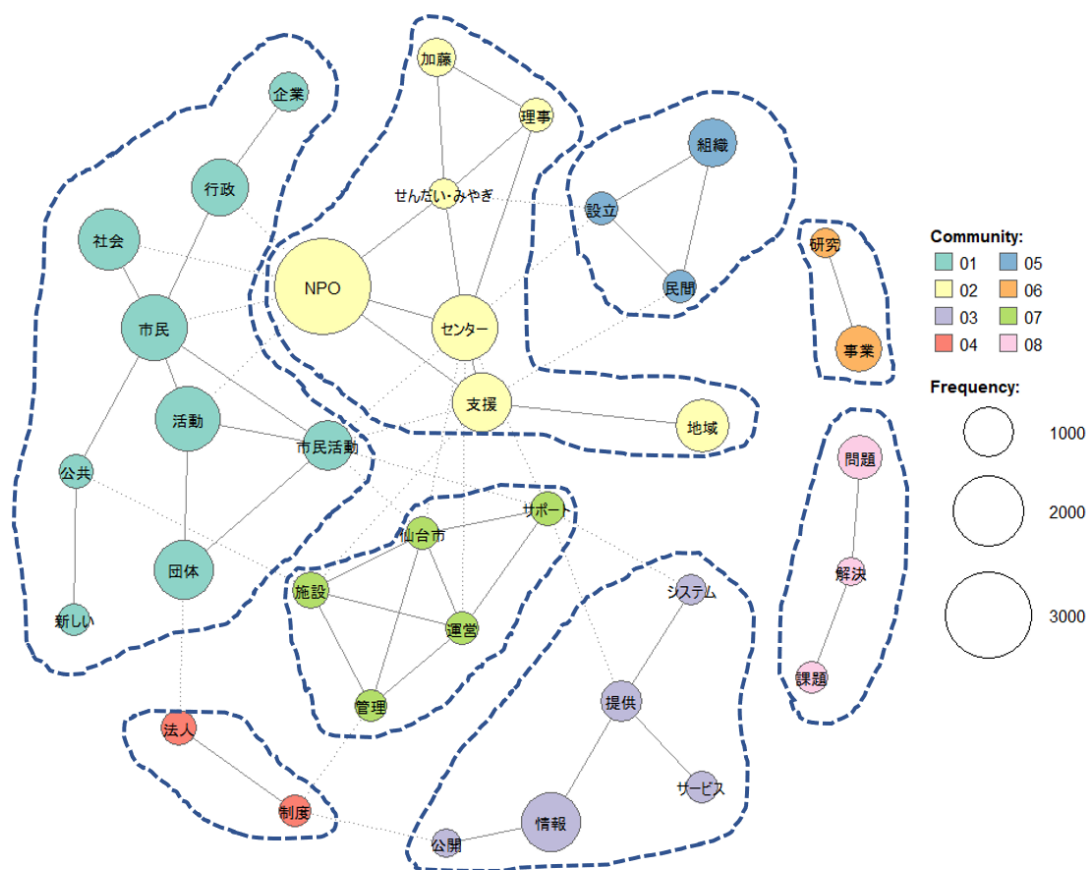 加藤
企業
理事
組織
行政
せんだい・みやぎ
設立
社会
研究
NPO
民間
市民
センター
事業
支援
活動
地域
市民活動
問題
公共
サポート
仙台市
団体
解決
施設
システム
新しい
運営
課題
管理
提供
法人
サービス
制度
情報
公開
Community:
01 05
02 06
03 07
04 08
Frequency:
1000
2000
3000